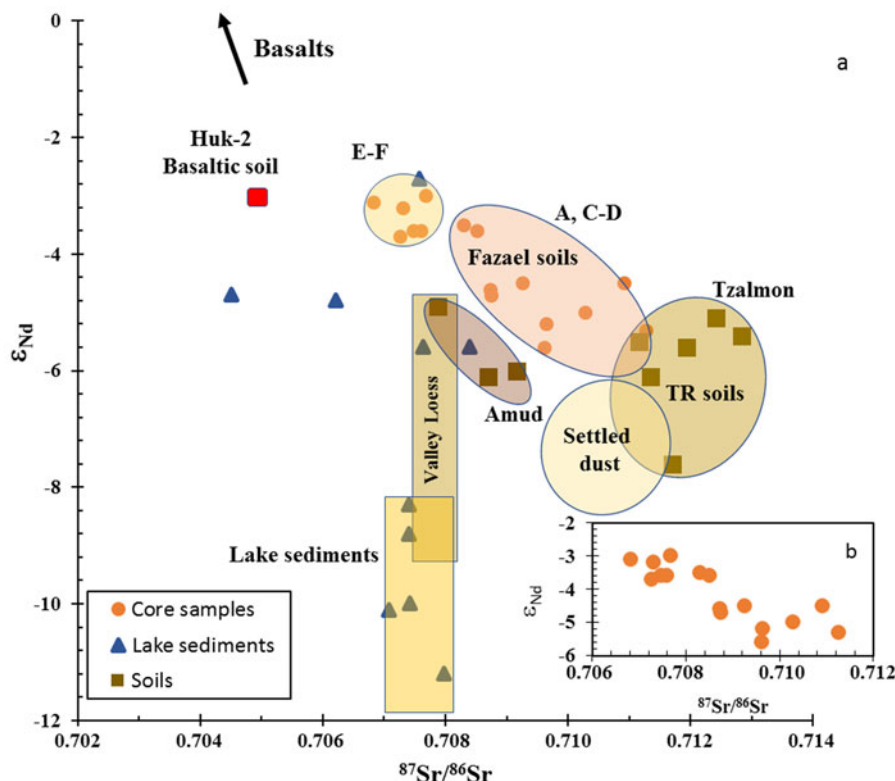 0
Basalts
a
-2
Huk-2
Basaltic soil
E-F
A, C-D
-4
Fazael soils
Tzalmon
εNd
-6
Amud
TR soils
Valley Loess
Settled
dust
-8
Lake sediments
-2
b
-3
-4
-5
-6
εNd
0.706 0.708 0.710 0.712
87Sr/86Sr
-10
Core samples
Lake sediments
Soils
-12
0.702 0.704 0.706 0.708 0.710 0.712 0.714
87Sr/86Sr